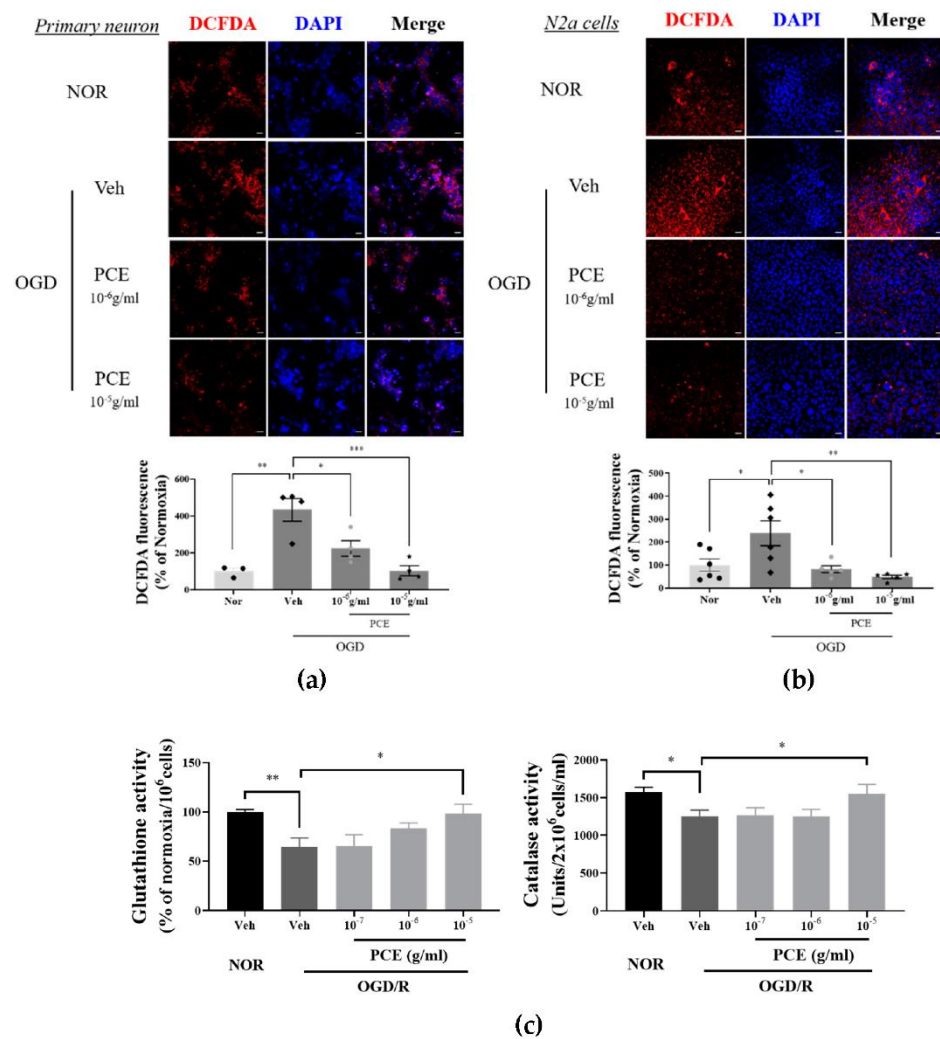 Primary neuron DCFDA DAPI Merge
NOR
Veh
OGD
PCE
10⁻⁶g/ml
PCE
10⁻⁵g/ml
DCFDA fluorescence
(% of Normoxia)
600
400
200
0
** * ***
Nor Veh 10⁻⁶g/ml 10⁻⁵g/ml
PCE
OGD
(a)
N2a cells DCFDA DAPI Merge
NOR
Veh
OGD
PCE
10⁻⁶g/ml
PCE
10⁻⁵g/ml
DCFDA fluorescence
(% of Normoxia)
500
400
300
200
100
0
* * **
Nor Veh 10⁻⁶g/ml 10⁻⁵g/ml
PCE
OGD
(b)
Glutathione activity
(% of normoxia/10⁶cells)
150
100
50
0
** *
Veh Veh 10⁻⁷ 10⁻⁶ 10⁻⁵
PCE (g/ml)
NOR
OGD/R
Catalase activity
(Units/2x10⁶cells/ml)
2000
1500
1000
500
0
* *
Veh Veh 10⁻⁷ 10⁻⁶ 10⁻⁵
PCE (g/ml)
NOR
OGD/R
(c)